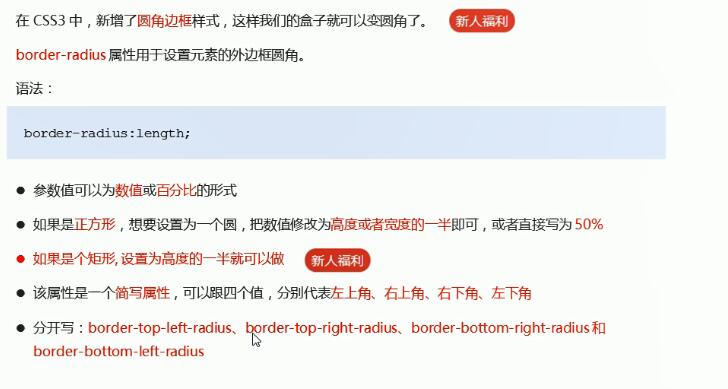 在 CSS3 中，新增了圆角边框样式，这样我们的盒子就可以变圆角了。 新人福利
border-radius 属性用于设置元素的外边框圆角。
语法：
border-radius:length;
● 参数值可以为数值或百分比的形式
● 如果是正方形，想要设置为一个圆，把数值修改为高度或者宽度的一半即可，或者直接写为 50%
● 如果是个矩形, 设置为高度的一半就可以做 新人福利
● 该属性是一个简写属性，可以跟四个值，分别代表左上角、右上角、右下角、左下角
● 分开写：border-top-left-radius、border-top-right-radius、border-bottom-right-radius 和
border-bottom-left-radius